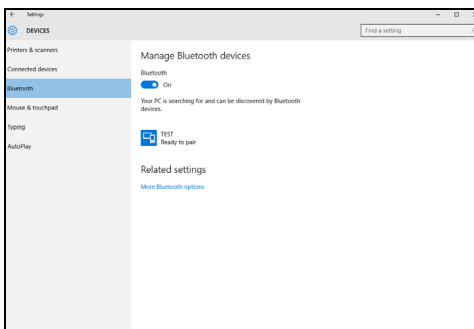 Settings
DEVICES
Find a setting
Printers & scanners
Connected devices
Bluetooth
Mouse & touchpad
Typing
AutoPlay
Manage Bluetooth devices
Bluetooth
On
Your PC is searching for and can be discovered by Bluetooth
devices.
TEST
Ready to pair
Related settings
More Bluetooth options